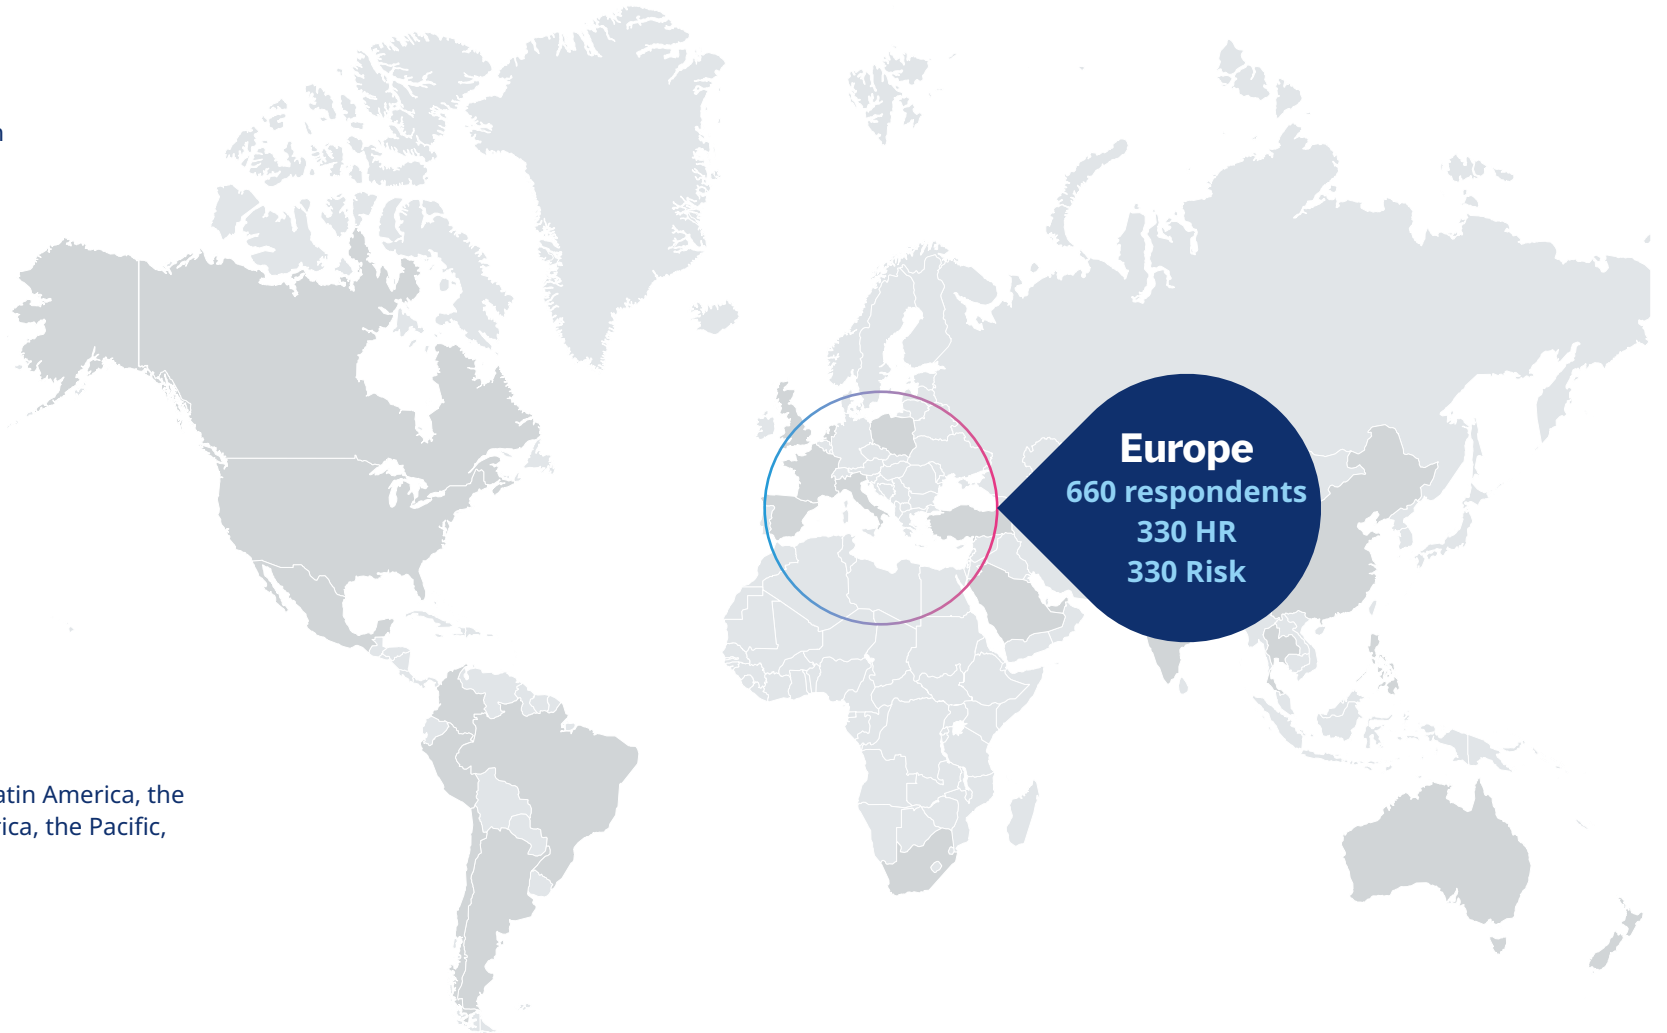 Europe
660 respondents
330 HR
330 Risk
atin America, the
ica, the Pacific,